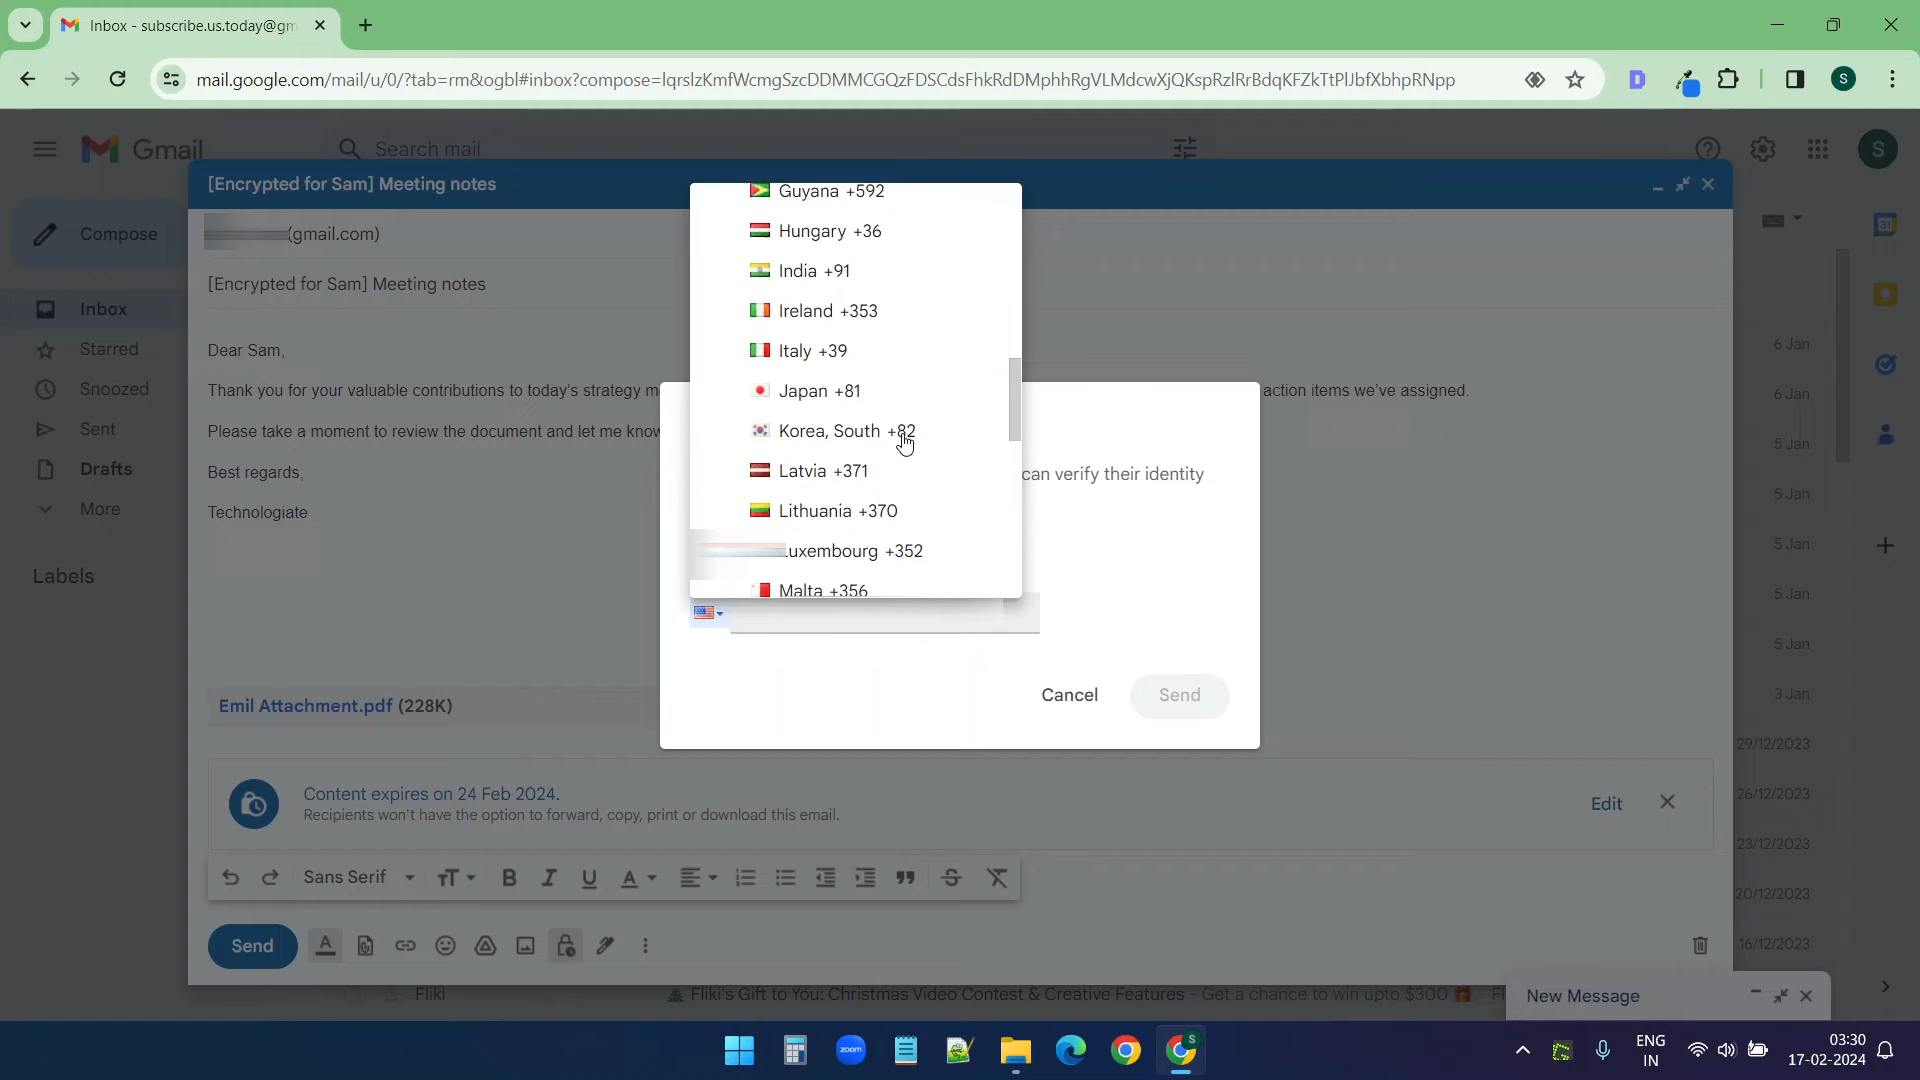 Inbox - subscribe.us.today@gm
mail.google.com/mail/u/0/?tab=rm&ogbl#inbox?compose=lqrslzKmfWcmgSzcDDMMCGQzFDSCdsFhkRdDMphhRgVLMdcwXjQKspRzlRrBdqKFZkTtPlJbfXbhpRNpp
S
Gmail
Search mail
S
[Encrypted for Sam] Meeting notes
Compose
(gmail.com)
[Encrypted for Sam] Meeting notes
Inbox
Starred
Snoozed
Sent
Drafts
More
Labels
Dear Sam,
Thank you for your valuable contributions to today's strategy m
action items we've assigned.
Please take a moment to review the document and let me know
Best regards,
Technologiate
Guyana +592
Hungary +36
India +91
Ireland +353
Italy +39
Japan +81
Korea, South +82
Latvia +371
Lithuania +370
uxembourg +352
Malta +356
can verify their identity
Cancel
Send
Emil Attachment.pdf (228K)
Content expires on 24 Feb 2024.
Recipients won't have the option to forward, copy, print or download this email.
Edit
Sans Serif
Send
6 Jan
6 Jan
5 Jan
5 Jan
5 Jan
5 Jan
5 Jan
3 Jan
29/12/2023
26/12/2023
23/12/2023
20/12/2023
16/12/2023
Fliki
Fliki's Gift to You: Christmas Video Contest & Creative Features - Get a chance to win upto $300
New Message
zoom
S
ENG
IN
03:30
17-02-2024